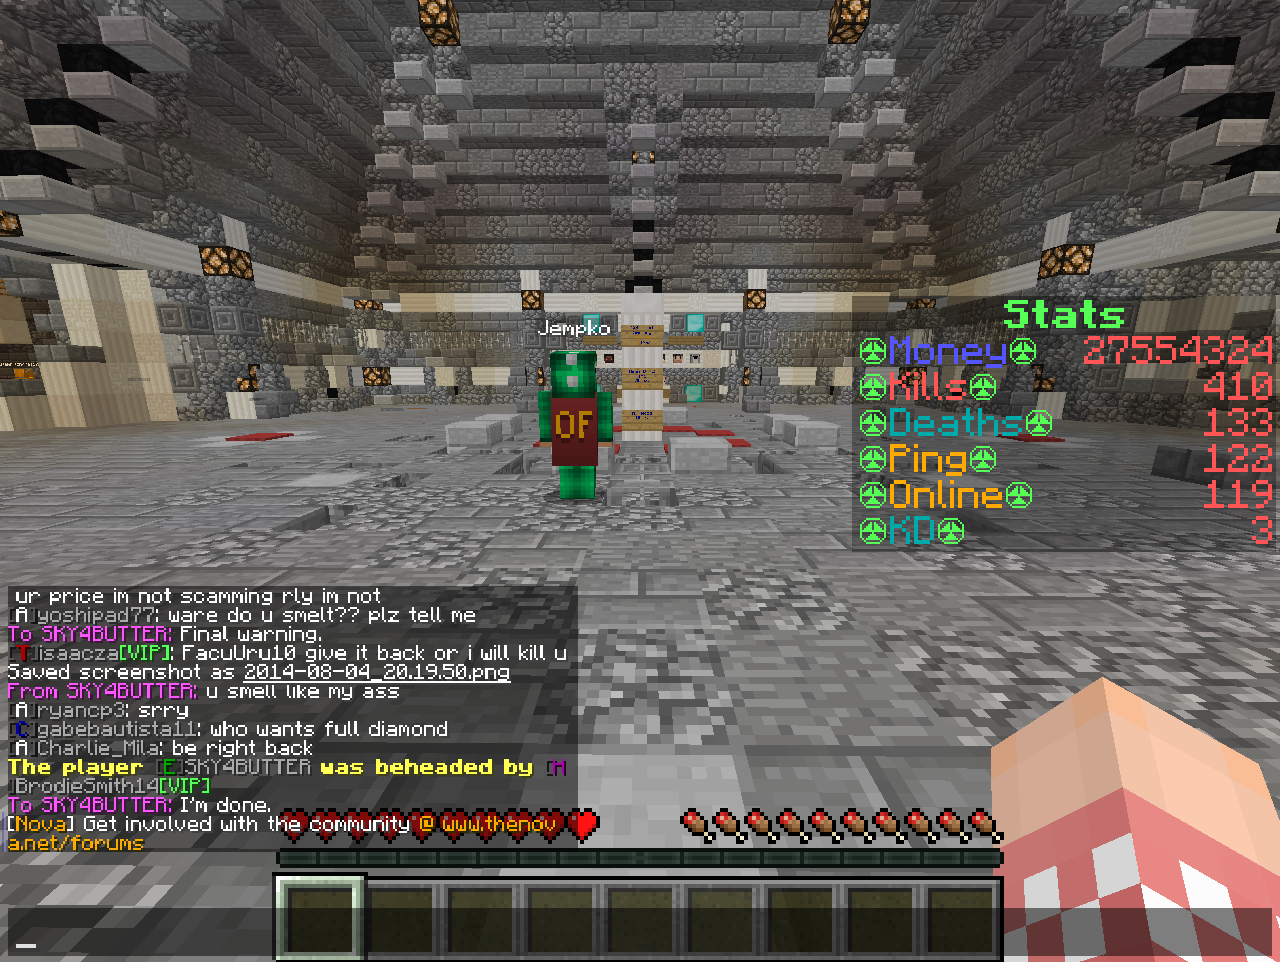 Jempko
OF
Stats
Money 27554324
Kills 410
Deaths 133
Ping 122
Online 119
KD 3
ur price im not scamming rly im not
[A]yoshipad77: ware do u smelt?? plz tell me
To SKY4BUTTER: Final warning.
[T]isaacza[VIP]: FacuUru10 give it back or i will kill u
Saved screenshot as 2014-08-04_20.19.50.png
From SKY4BUTTER: u smell like my ass
[A]ryancp3: srry
[C]gabebautista11: who wants full diamond
[A]Charlie_Mila: be right back
The player [E]SKY4BUTTER was beheaded by [M
]BrodieSmith14[VIP]
To SKY4BUTTER: I'm done.
[Nova] Get involved with the community @ www.thenov
a.net/forums